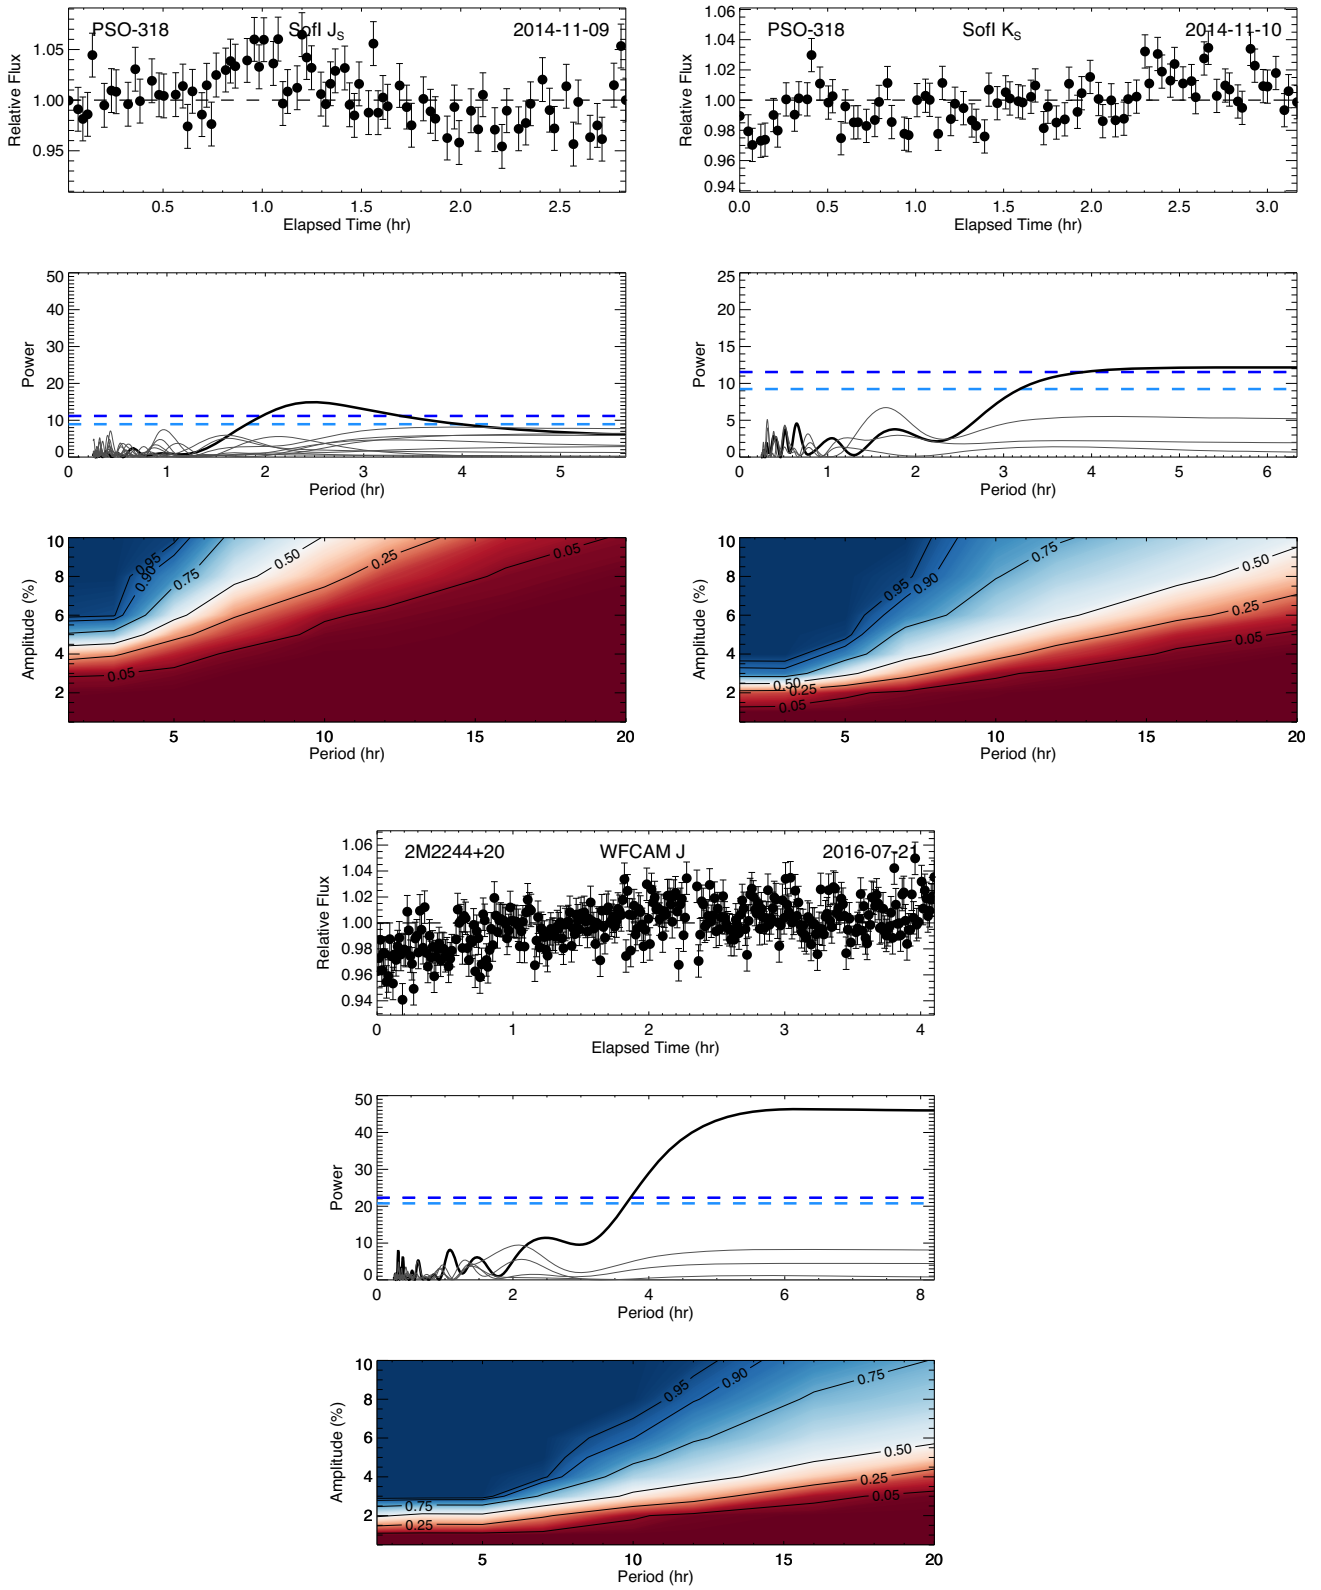 PSO-318 SofI J_S 2014-11-09
1.05
1.00
0.95
Relative Flux
0.5 1.0 1.5 2.0 2.5
Elapsed Time (hr)
PSO-318 SofI K_S 2014-11-10
1.06
1.04
1.02
1.00
0.98
0.96
0.94
Relative Flux
0.0 0.5 1.0 1.5 2.0 2.5 3.0
Elapsed Time (hr)
50
40
30
20
10
0
Power
0 1 2 3 4 5
Period (hr)
25
20
15
10
5
0
Power
0 1 2 3 4 5 6
Period (hr)
10
8
6
4
2
Amplitude (%)
0.95
0.90
0.75
0.50
0.25
0.05
0.05
5 10 15 20
Period (hr)
10
8
6
4
2
Amplitude (%)
0.95
0.90
0.75
0.50
0.25
0.05
0.50
0.25
0.05
5 10 15 20
Period (hr)
2M2244+20 WFCAM J 2016-07-21
1.06
1.04
1.02
1.00
0.98
0.96
0.94
Relative Flux
0 1 2 3 4
Elapsed Time (hr)
50
40
30
20
10
0
Power
0 2 4 6 8
Period (hr)
10
8
6
4
2
Amplitude (%)
0.95
0.90
0.75
0.50
0.25
0.05
0.75
0.25
5 10 15 20
Period (hr)